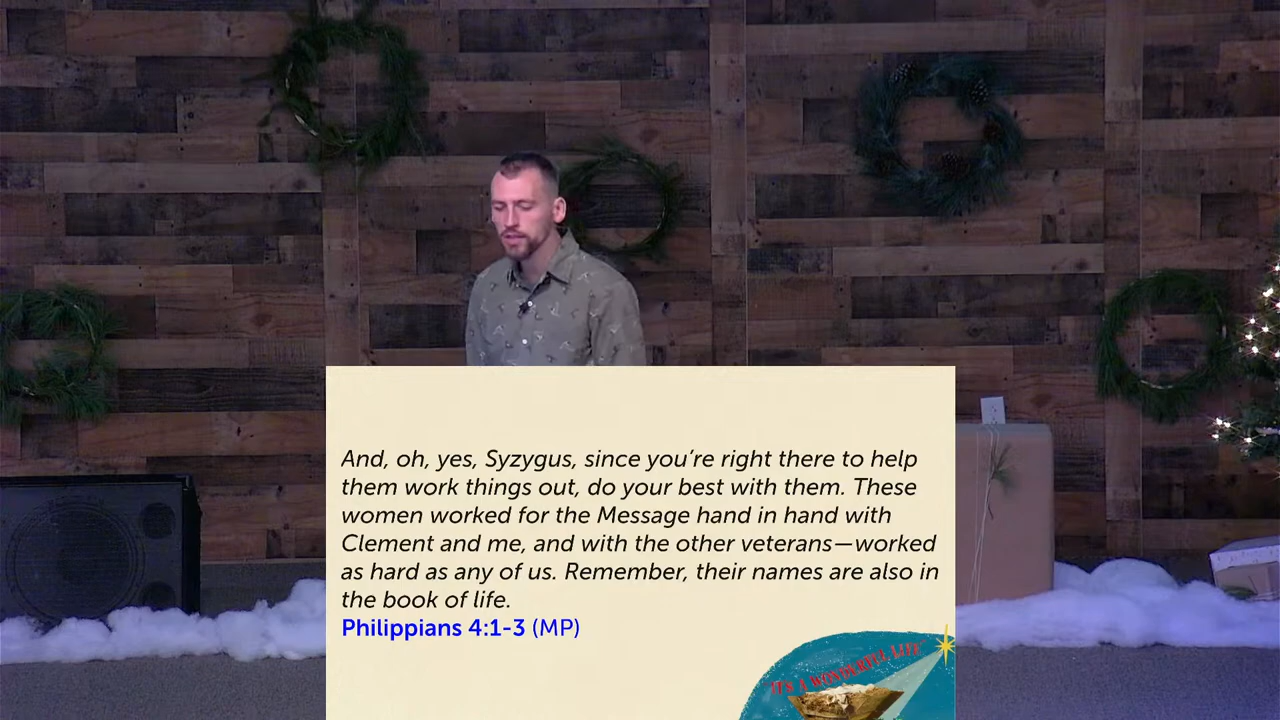 And, oh, yes, Syzygus, since you're right there to help
them work things out, do your best with them. These
women worked for the Message hand in hand with
Clement and me, and with the other veterans—worked
as hard as any of us. Remember, their names are also in
the book of life.
Philippians 4:1-3 (MP)
IT'S A WONDERFUL LIFE